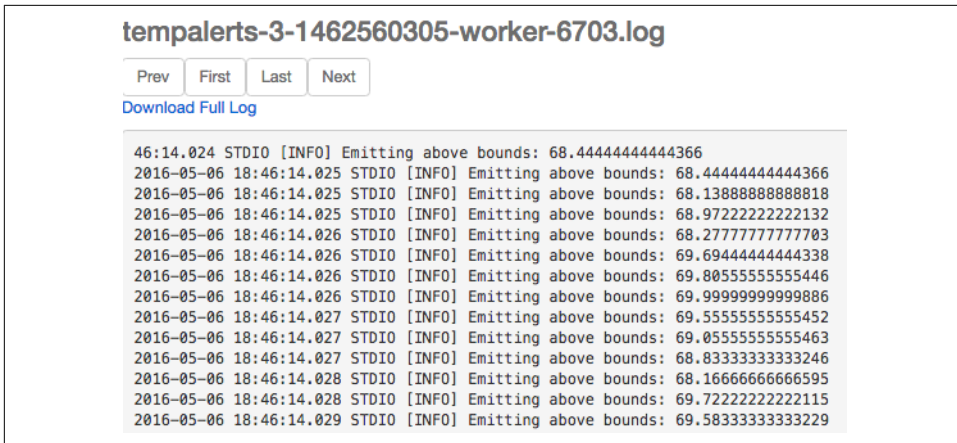 tempalerts-3-1462560305-worker-6703.log
Prev First Last Next
Download Full Log
46:14.024 STDIO [INFO] Emitting above bounds: 68.44444444444366
2016-05-06 18:46:14.025 STDIO [INFO] Emitting above bounds: 68.44444444444366
2016-05-06 18:46:14.025 STDIO [INFO] Emitting above bounds: 68.13888888888818
2016-05-06 18:46:14.025 STDIO [INFO] Emitting above bounds: 68.97222222222132
2016-05-06 18:46:14.026 STDIO [INFO] Emitting above bounds: 68.27777777777703
2016-05-06 18:46:14.026 STDIO [INFO] Emitting above bounds: 69.69444444444338
2016-05-06 18:46:14.026 STDIO [INFO] Emitting above bounds: 69.80555555555446
2016-05-06 18:46:14.026 STDIO [INFO] Emitting above bounds: 69.99999999999886
2016-05-06 18:46:14.027 STDIO [INFO] Emitting above bounds: 69.55555555555452
2016-05-06 18:46:14.027 STDIO [INFO] Emitting above bounds: 69.05555555555463
2016-05-06 18:46:14.027 STDIO [INFO] Emitting above bounds: 68.83333333333246
2016-05-06 18:46:14.028 STDIO [INFO] Emitting above bounds: 68.16666666666595
2016-05-06 18:46:14.028 STDIO [INFO] Emitting above bounds: 69.72222222222115
2016-05-06 18:46:14.029 STDIO [INFO] Emitting above bounds: 69.58333333333229